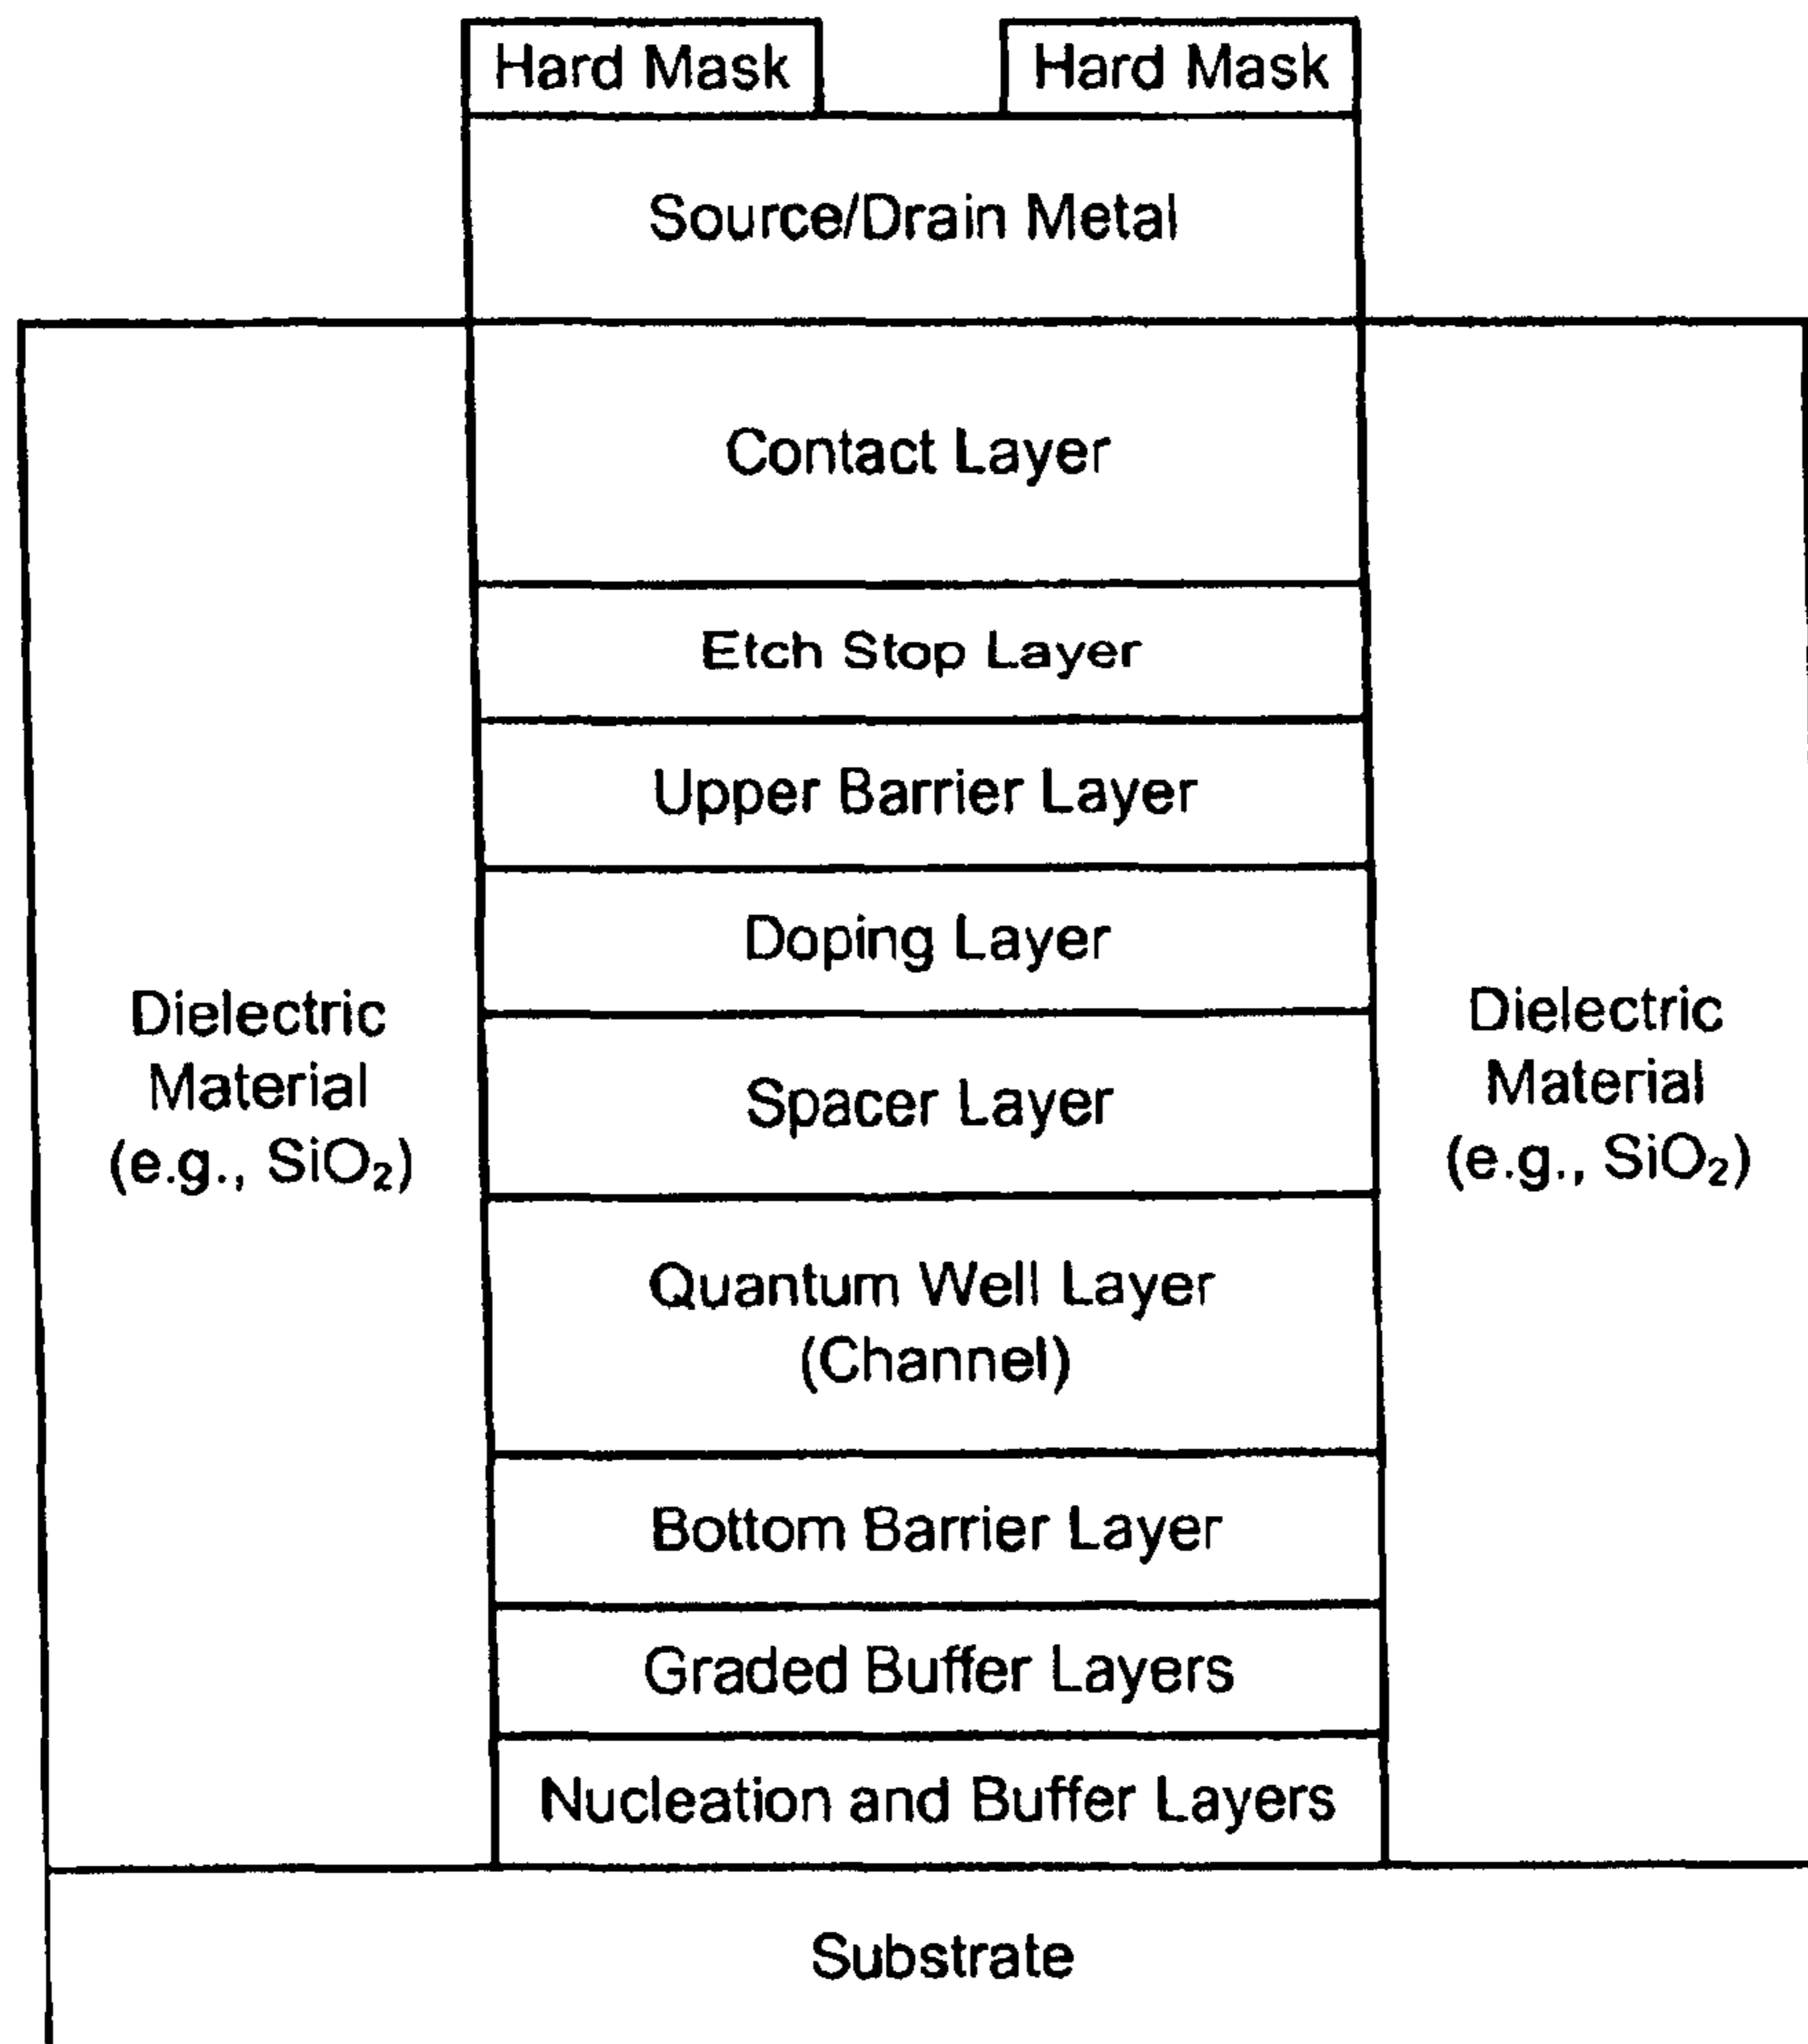 Hard Mask Hard Mask
Source/Drain Metal
Contact Layer
Etch Stop Layer
Upper Barrier Layer
Doping Layer
Dielectric
Material
(e.g., SiO₂)
Dielectric
Material
(e.g., SiO₂)
Spacer Layer
Quantum Well Layer
(Channel)
Bottom Barrier Layer
Graded Buffer Layers
Nucleation and Buffer Layers
Substrate